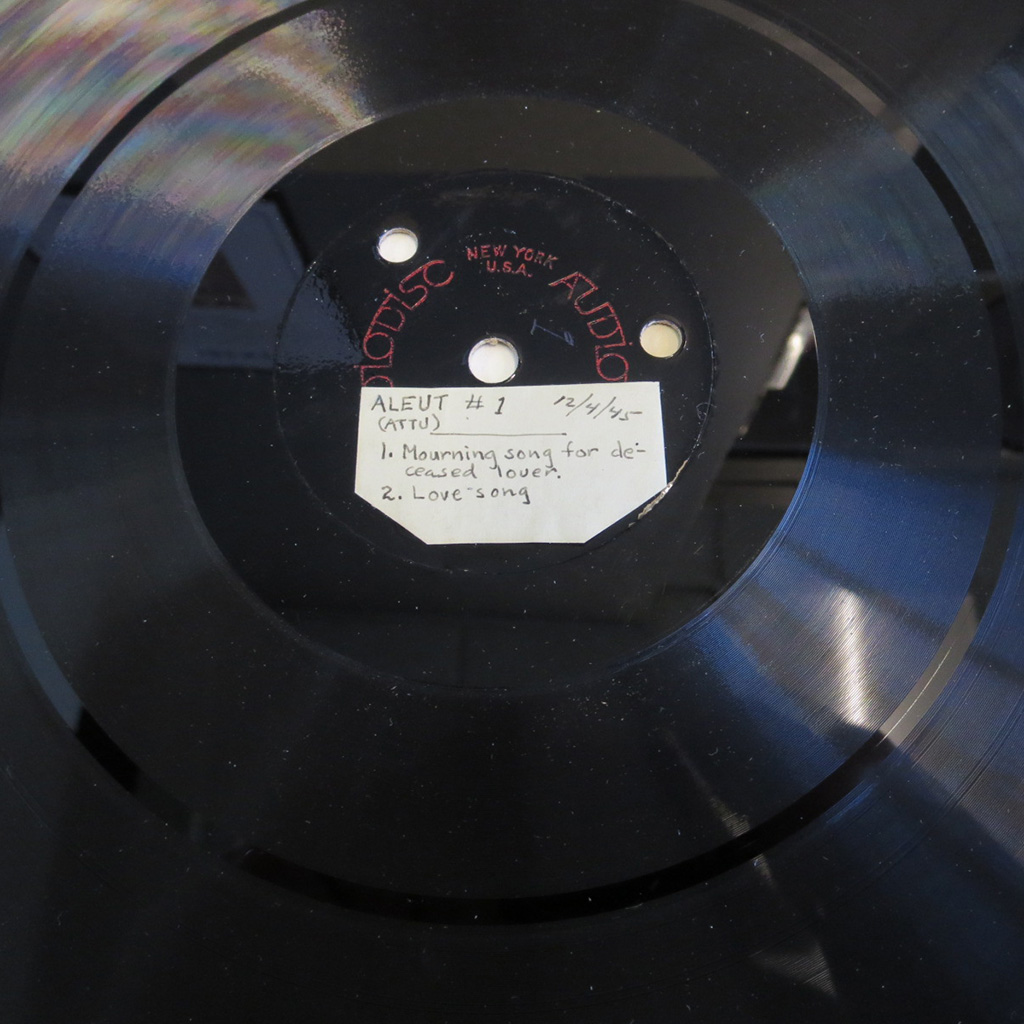 NEW YORK
U.S.A.
AUDIO
ALEUT # 1 12/4/45
(ATTU)
1. Mourning song for de-
ceased lover.
2. Love-song